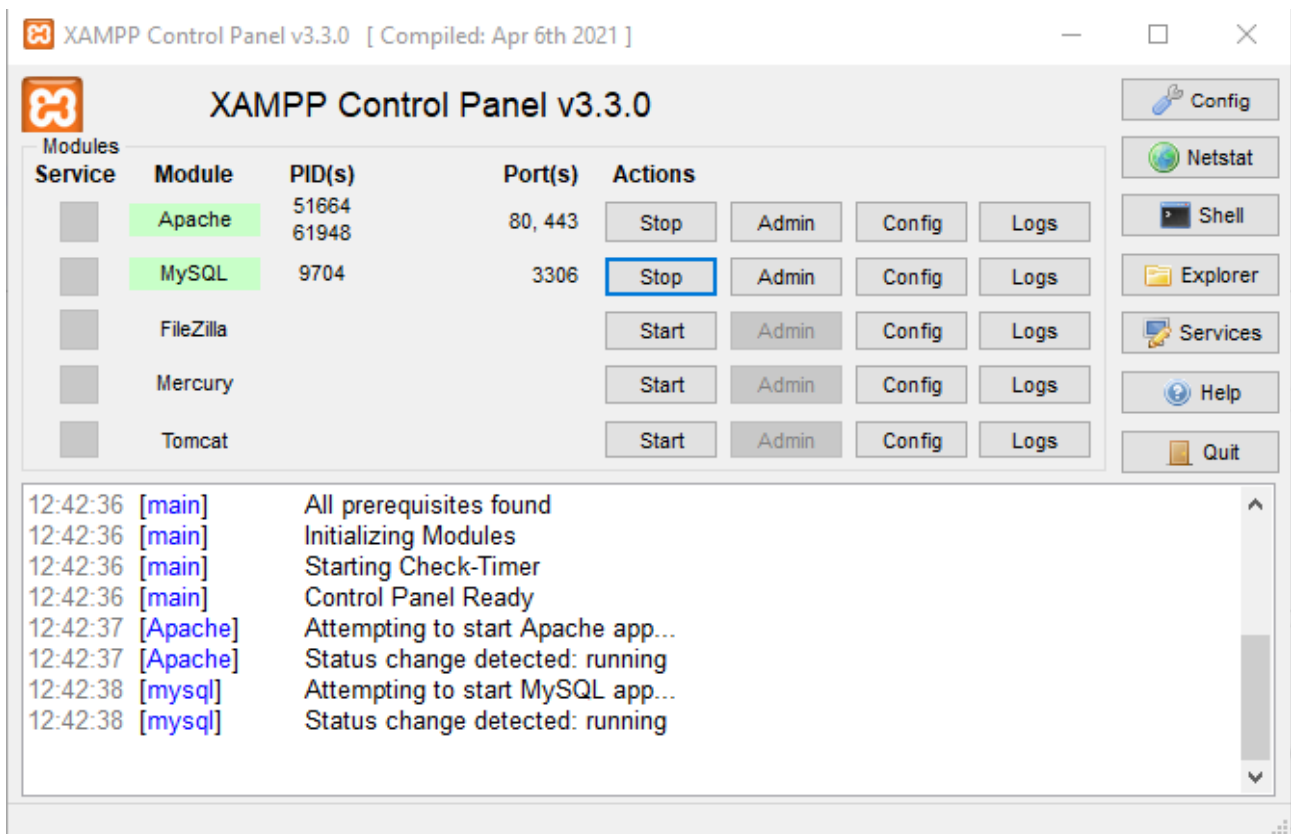 XAMPP Control Panel v3.3.0 [ Compiled: Apr 6th 2021 ]
XAMPP Control Panel v3.3.0
Config
Modules
Service Module PID(s) Port(s) Actions
Netstat
Apache 51664 61948 80, 443 Stop Admin Config Logs
Shell
MySQL 9704 3306 Stop Admin Config Logs
Explorer
FileZilla Start Admin Config Logs
Services
Mercury Start Admin Config Logs
Help
Tomcat Start Admin Config Logs
Quit
12:42:36 [main] All prerequisites found
12:42:36 [main] Initializing Modules
12:42:36 [main] Starting Check-Timer
12:42:36 [main] Control Panel Ready
12:42:37 [Apache] Attempting to start Apache app...
12:42:37 [Apache] Status change detected: running
12:42:38 [mysql] Attempting to start MySQL app...
12:42:38 [mysql] Status change detected: running